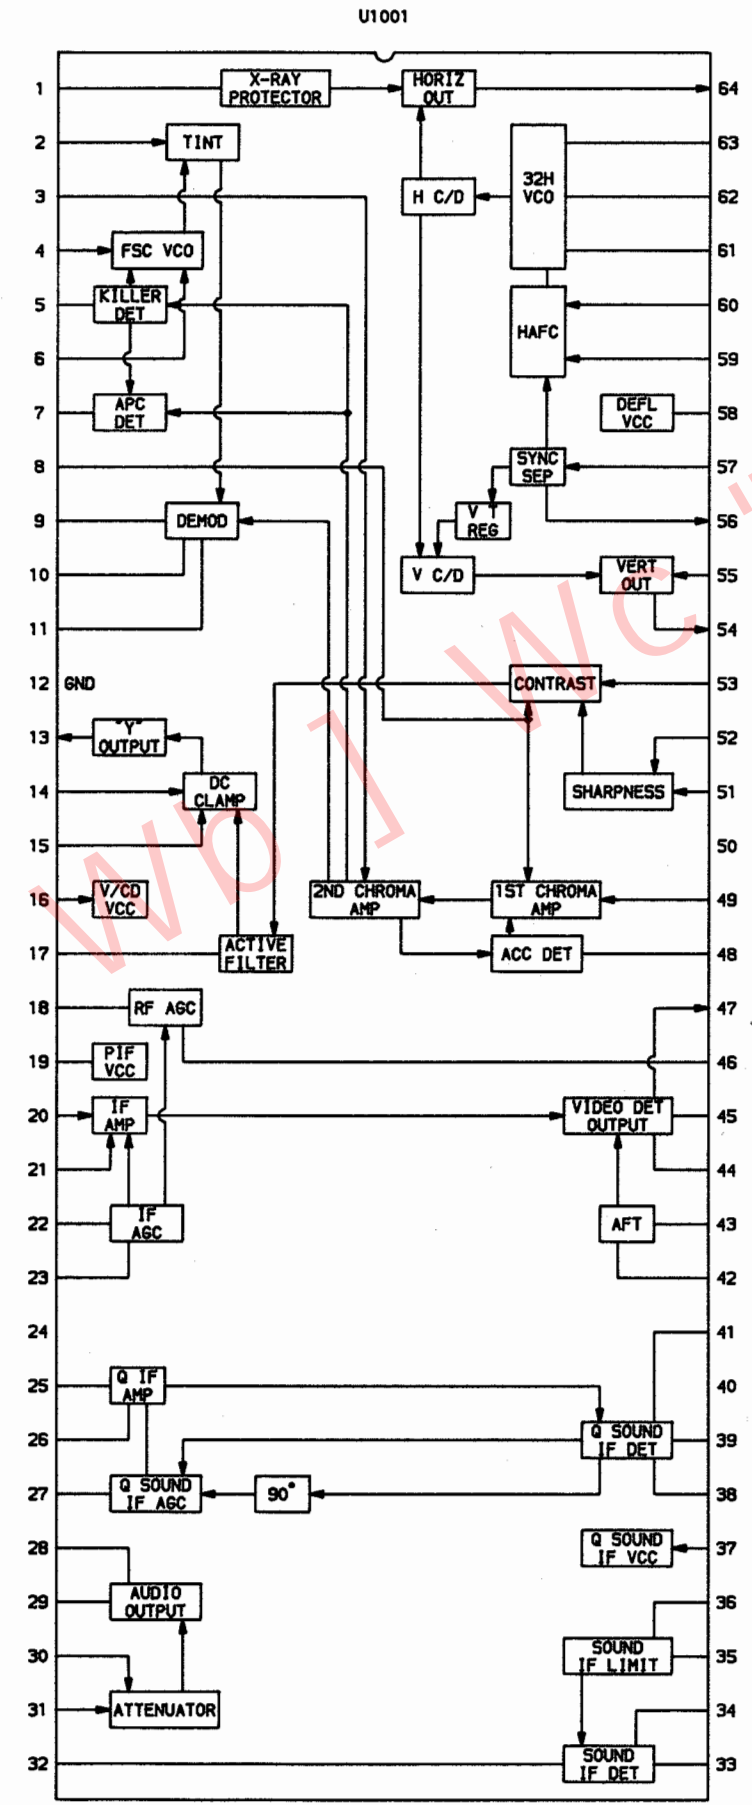 U1001
1 X-RAY HORIZ 64
PROTECTOR OUT
2 TINT 63
3 H C/D 32H 62
VCO
4 FSC VCO 61
5 KILLER 60
DET
HAFC
6 59
7 APC DEFL 58
DET VCC
8 SYNC 57
SEP
9 DEMOD V T 56
REG
10 V C/D VERT 55
OUT
11 54
12 GND CONTRAST 53
13 "Y" 52
OUTPUT
14 DC SHARPNESS 51
CLAMP
15 50
16 V/CD 2ND CHROMA 1ST CHROMA 49
VCC AMP AMP
17 ACTIVE ACC DET 48
FILTER
18 RF AGC 47
19 PIF 46
VCC
20 IF VIDEO DET 45
AMP OUTPUT
21 44
22 IF AFT 43
AGC
23 42
24 41
25 Q IF 40
AMP
26 Q SOUND 39
IF DET
27 Q SOUND 90° 38
IF AGC
28 Q SOUND 37
IF VCC
29 AUDIO 36
OUTPUT
30 SOUND 35
IF LIMIT
31 ATTENUATOR 34
32 SOUND 33
IF DET
Wb ] Wc "